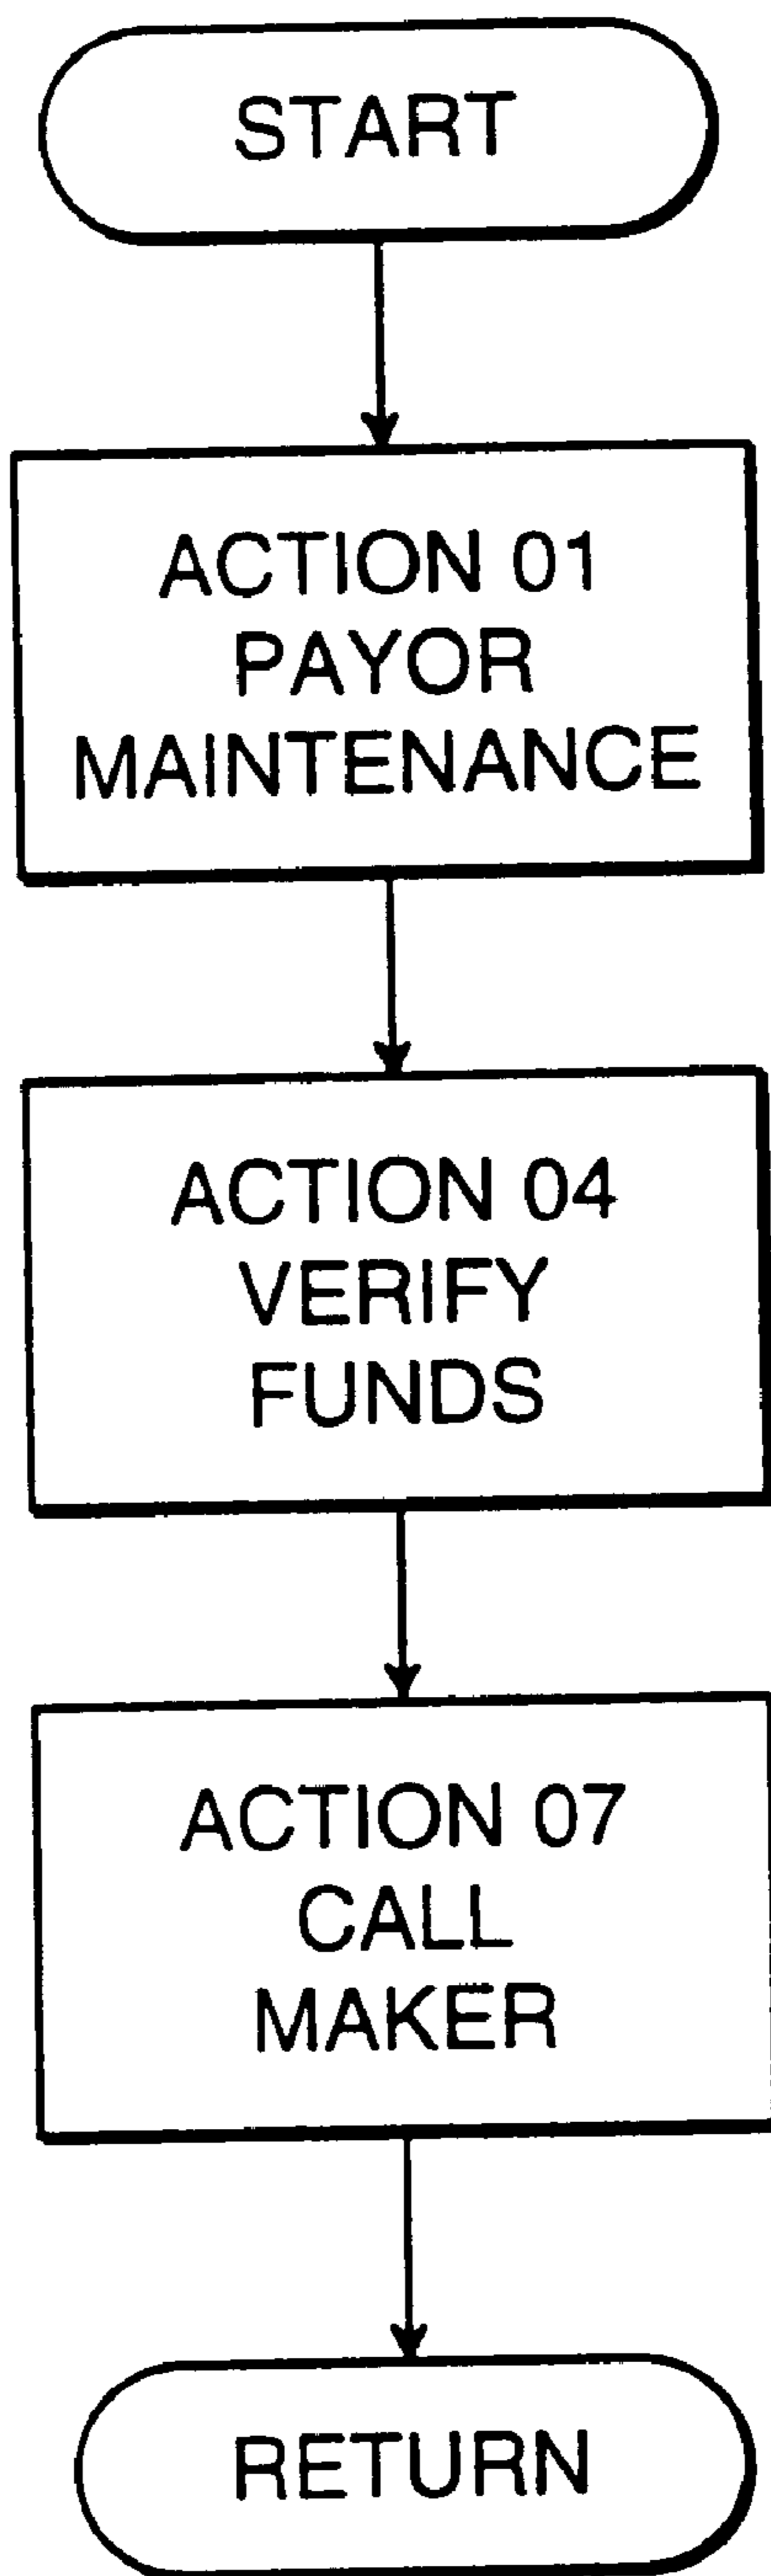 START
ACTION 01
PAYOR
MAINTENANCE
ACTION 04
VERIFY
FUNDS
ACTION 07
CALL
MAKER
RETURN